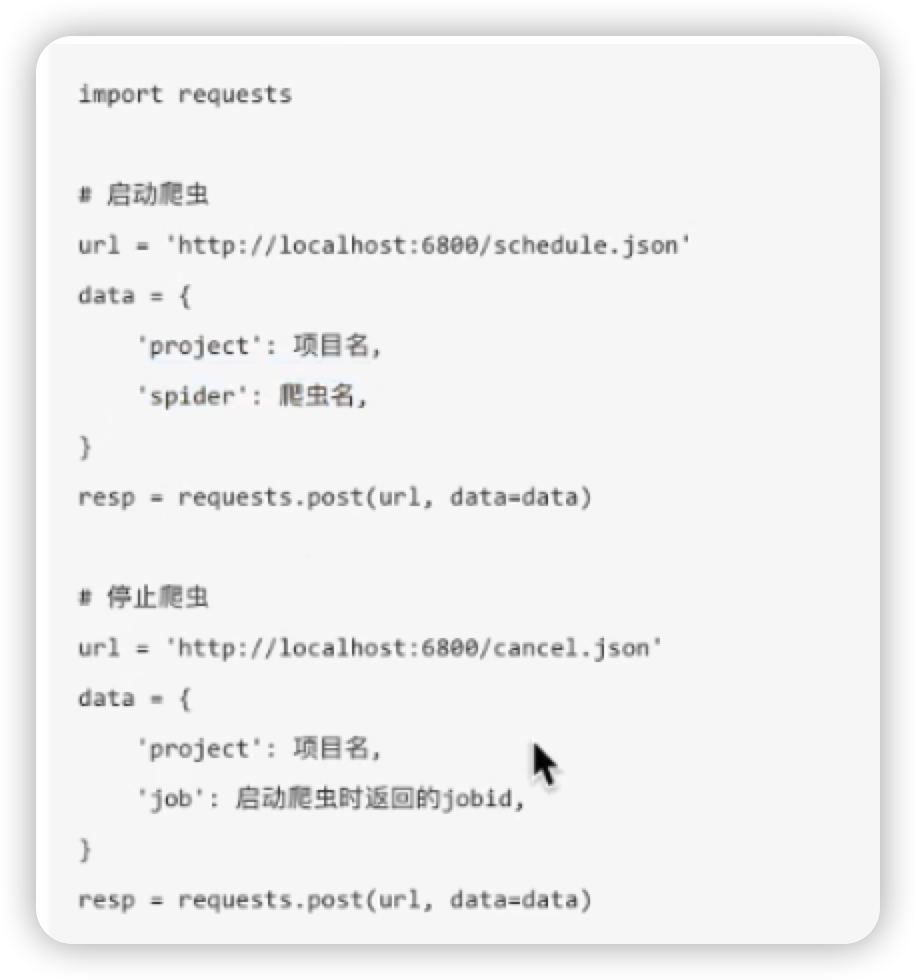 import requests
# 启动爬虫
url = 'http://localhost:6800/schedule.json'
data = {
    'project': 项目名,
    'spider': 爬虫名,
}
resp = requests.post(url, data=data)
# 停止爬虫
url = 'http://localhost:6800/cancel.json'
data = {
    'project': 项目名,
    'job': 启动爬虫时返回的jobid,
}
resp = requests.post(url, data=data)